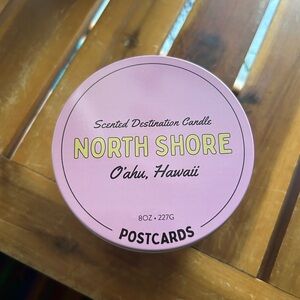 Scented Destination Candle
NORTH SHORE
O'ahu, Hawaii
8OZ • 227G
POSTCARDS